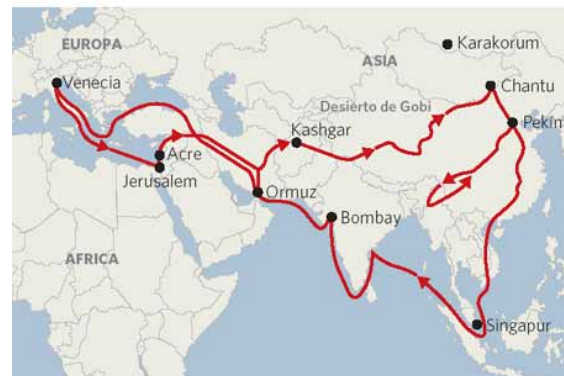 EUROPA
Karakorum
ASIA
Venecia
Chantu
Desierto de Gobi
Pekín
Kashgar
Acre
Jerusalem
Ormuz
Bombay
AFRICA
Singapur